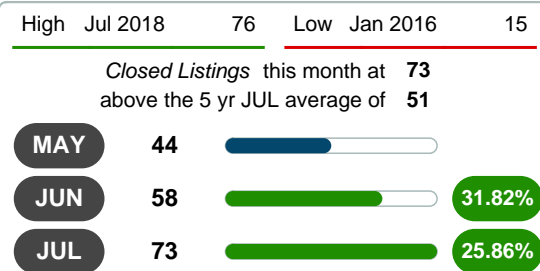 High Jul 2018 76 Low Jan 2016 15
Closed Listings this month at 73
above the 5 yr JUL average of 51
MAY 44
JUN 58 31.82%
JUL 73 25.86%